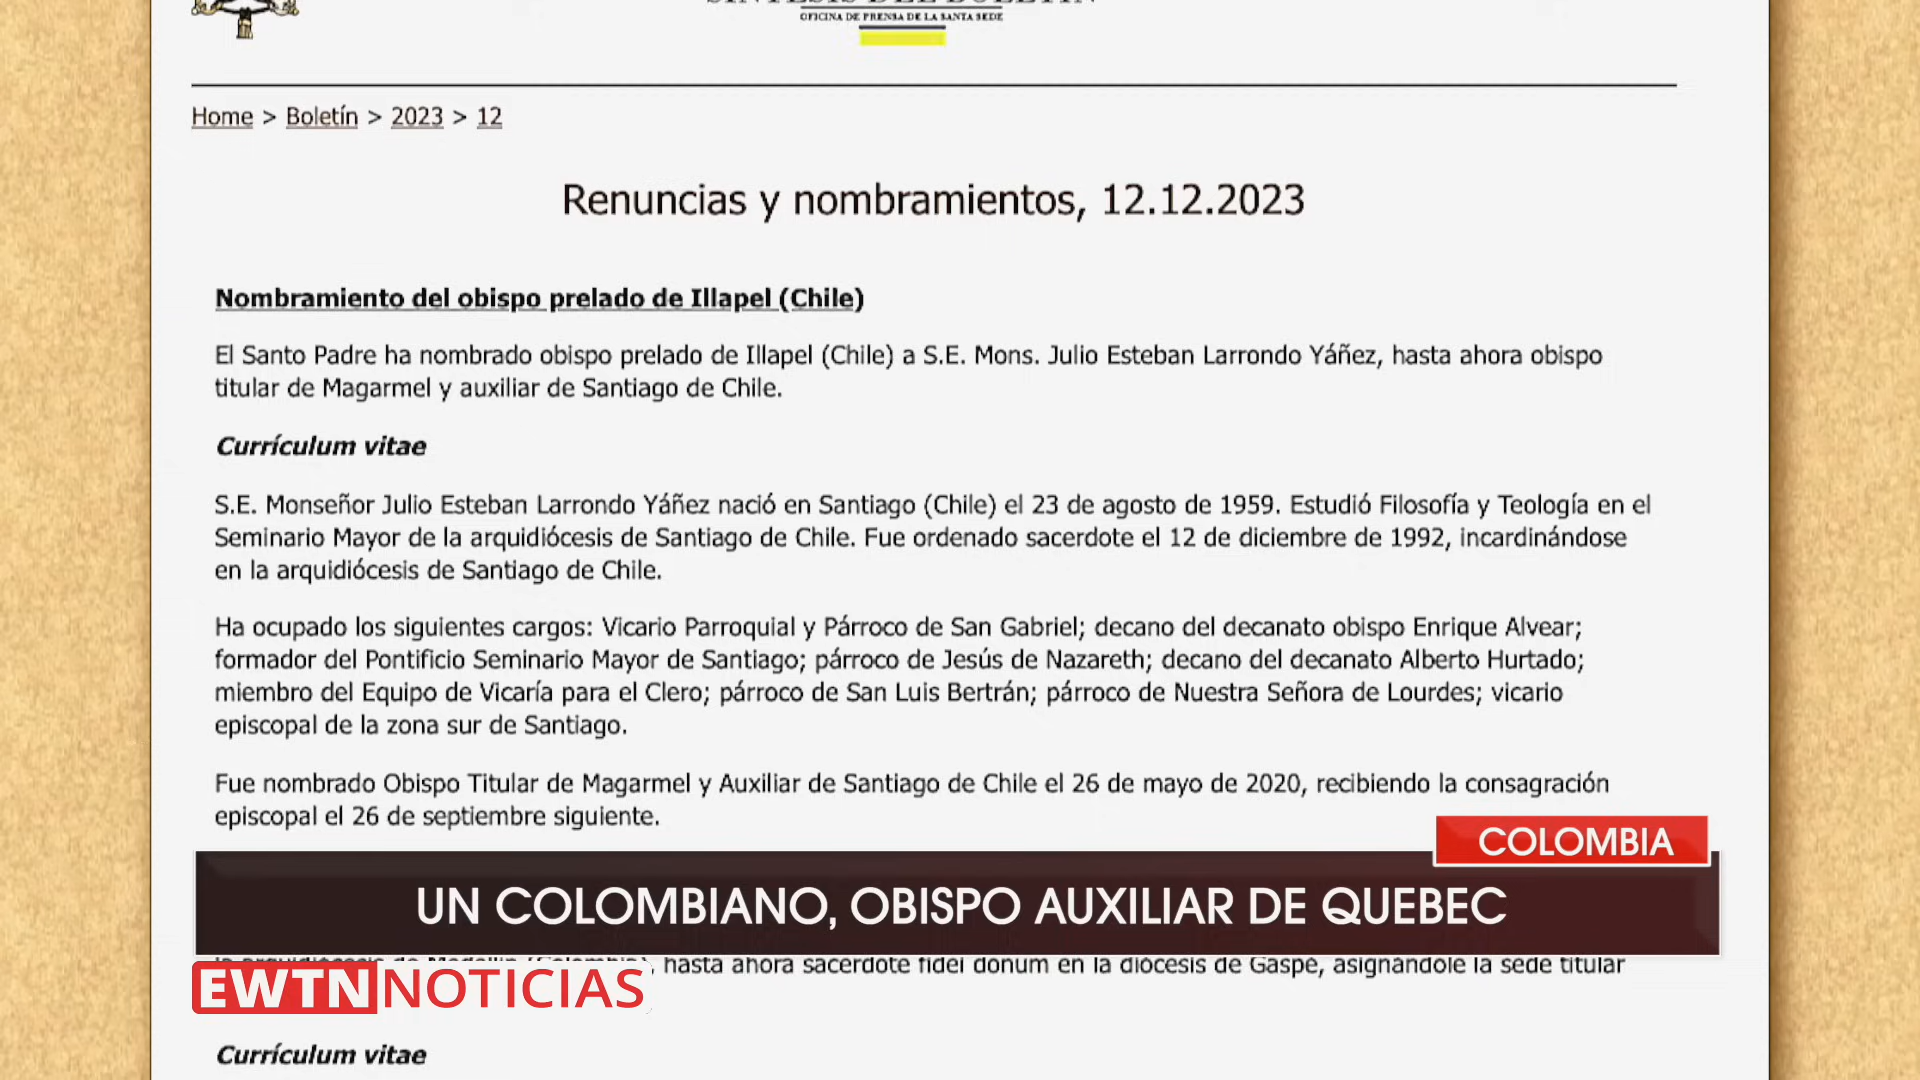 SÍNTESIS DEL BOLETÍN
OFICINA DE PRENSA DE LA SANTA SEDE
Home > Boletín > 2023 > 12
Renuncias y nombramientos, 12.12.2023
Nombramiento del obispo prelado de Illapel (Chile)
El Santo Padre ha nombrado obispo prelado de Illapel (Chile) a S.E. Mons. Julio Esteban Larrondo Yáñez, hasta ahora obispo
titular de Magarmel y auxiliar de Santiago de Chile.
Currículum vitae
S.E. Monseñor Julio Esteban Larrondo Yáñez nació en Santiago (Chile) el 23 de agosto de 1959. Estudió Filosofía y Teología en el
Seminario Mayor de la arquidiócesis de Santiago de Chile. Fue ordenado sacerdote el 12 de diciembre de 1992, incardinándose
en la arquidiócesis de Santiago de Chile.
Ha ocupado los siguientes cargos: Vicario Parroquial y Párroco de San Gabriel; decano del decanato obispo Enrique Alvear;
formador del Pontificio Seminario Mayor de Santiago; párroco de Jesús de Nazareth; decano del decanato Alberto Hurtado;
miembro del Equipo de Vicaría para el Clero; párroco de San Luis Bertrán; párroco de Nuestra Señora de Lourdes; vicario
episcopal de la zona sur de Santiago.
Fue nombrado Obispo Titular de Magarmel y Auxiliar de Santiago de Chile el 26 de mayo de 2020, recibiendo la consagración
episcopal el 26 de septiembre siguiente.
COLOMBIA
UN COLOMBIANO, OBISPO AUXILIAR DE QUEBEC
la arquidiócesis de Medellín (Colombia), hasta ahora sacerdote fidei donum en la diócesis de Gaspé, asignándole la sede titular
EWTN NOTICIAS
Currículum vitae